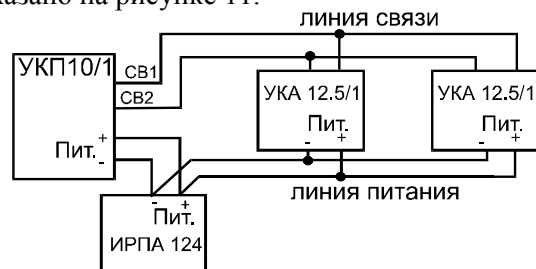 казано на рисунке 11.
линия связи
УКП10/1
СВ1
СВ2
Пит.
+
-
УКА 12.5/1
Пит.
- +
УКА 12.5/1
Пит.
- +
линия питания
- +
Пит.
ИРПА 124